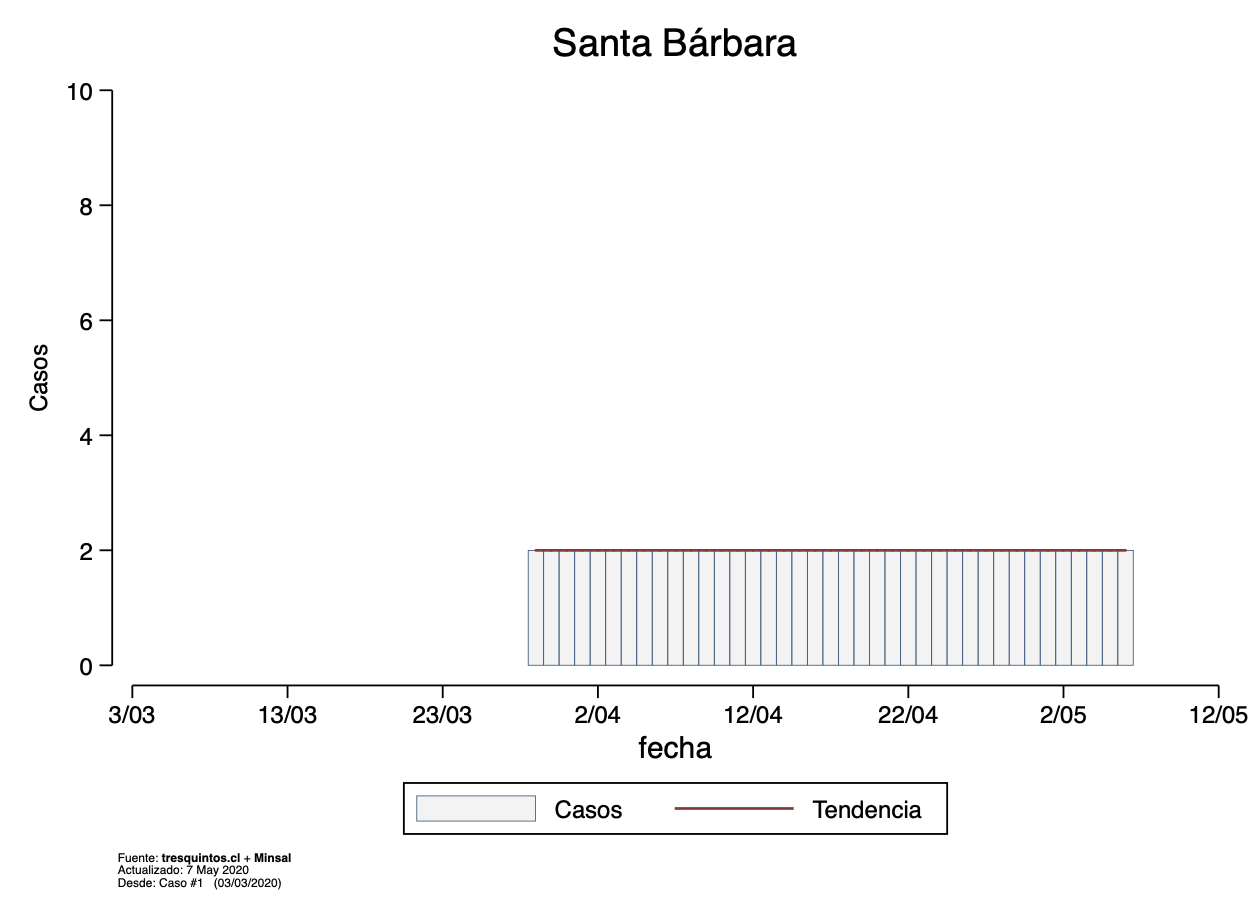 Santa Bárbara
10
8
6
4
2
0
Casos
3/03 13/03 23/03 2/04 12/04 22/04 2/05 12/05
fecha
Casos Tendencia
Fuente: tresquintos.cl + Minsal
Actualizado: 7 May 2020
Desde: Caso #1 (03/03/2020)